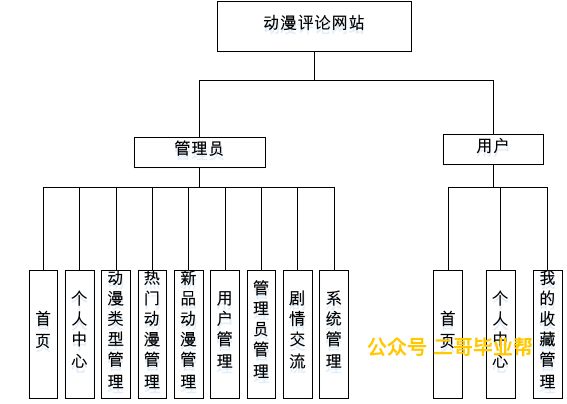 动漫评论网站
管理员
用户
首页
个人中心
动漫类型管理
热门动漫管理
新品动漫管理
用户管理
管理员管理
剧情交流
系统管理
首页
个人中心
我的收藏管理
公众号 二哥毕业帮